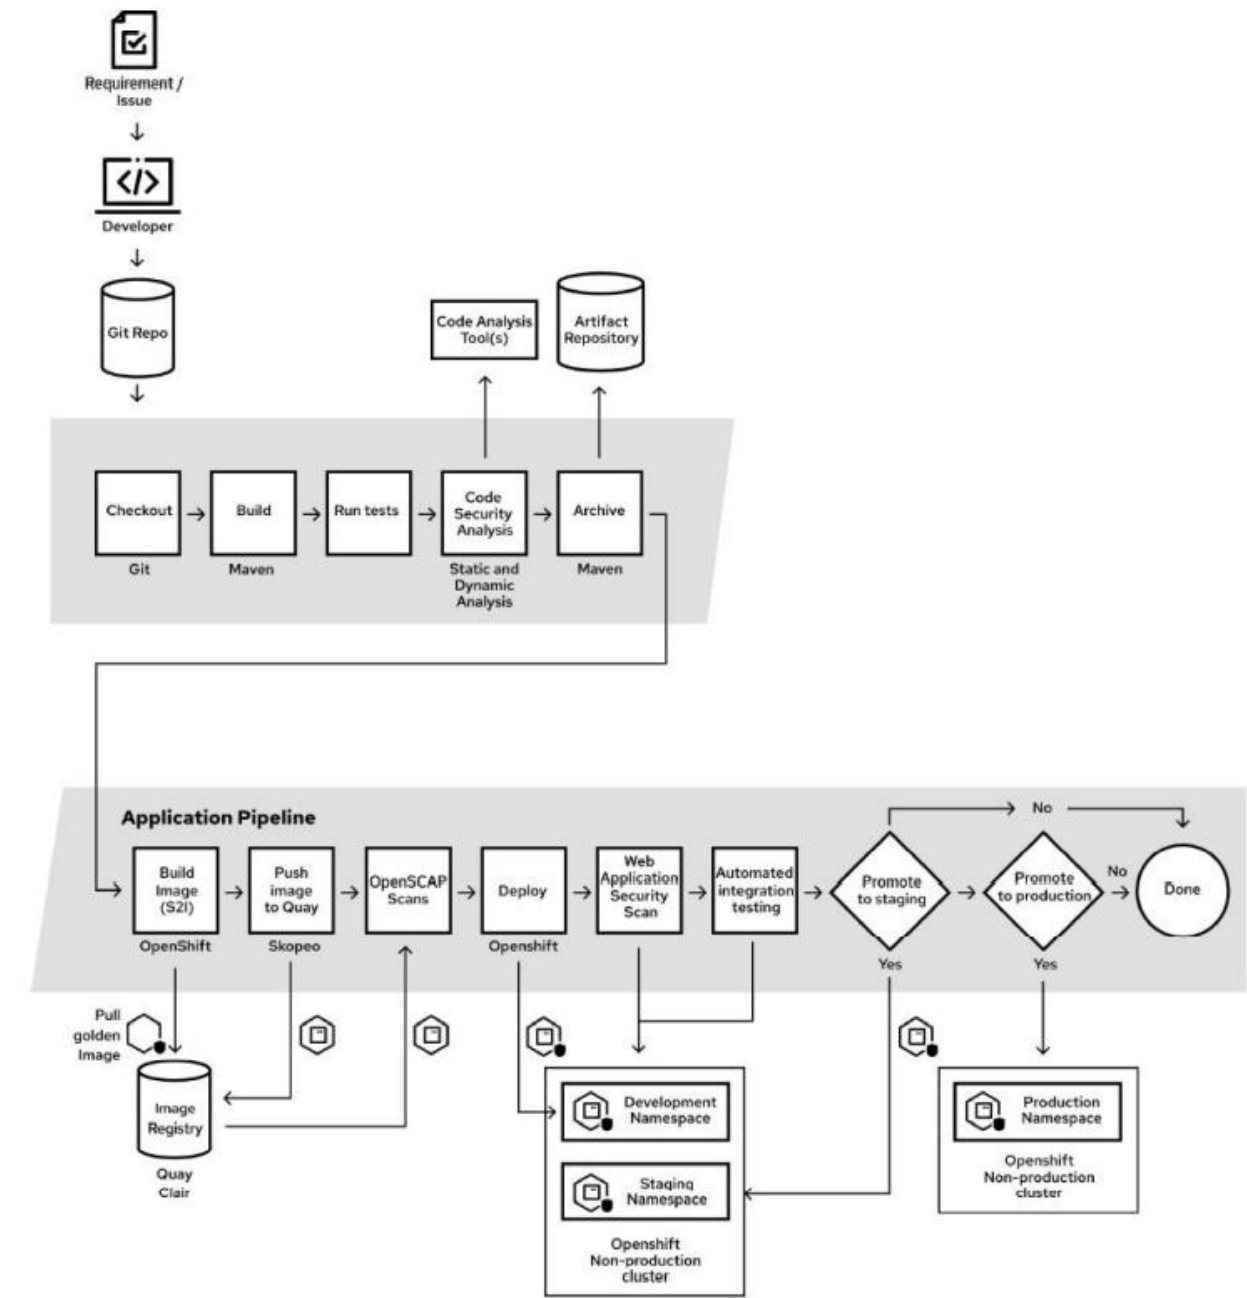 Requirement /
Issue
Developer
Git Repo
Code Analysis
Tool(s)
Artifact
Repository
Checkout
Git
Build
Maven
Run tests
Code
Security
Analysis
Static and
Dynamic
Analysis
Archive
Maven
Application Pipeline
Build
Image
(S2I)
OpenShift
Push
image
to Quay
Skopeo
OpenSCAP
Scans
Deploy
Openshift
Web
Application
Security
Scan
Automated
integration
testing
Promote
to staging
Yes
No
Promote
to production
Yes
No
Done
Pull
golden
Image
Image
Registry
Quay
Clair
Development
Namespace
Staging
Namespace
Openshift
Non-production
cluster
Production
Namespace
Openshift
Non-production
cluster